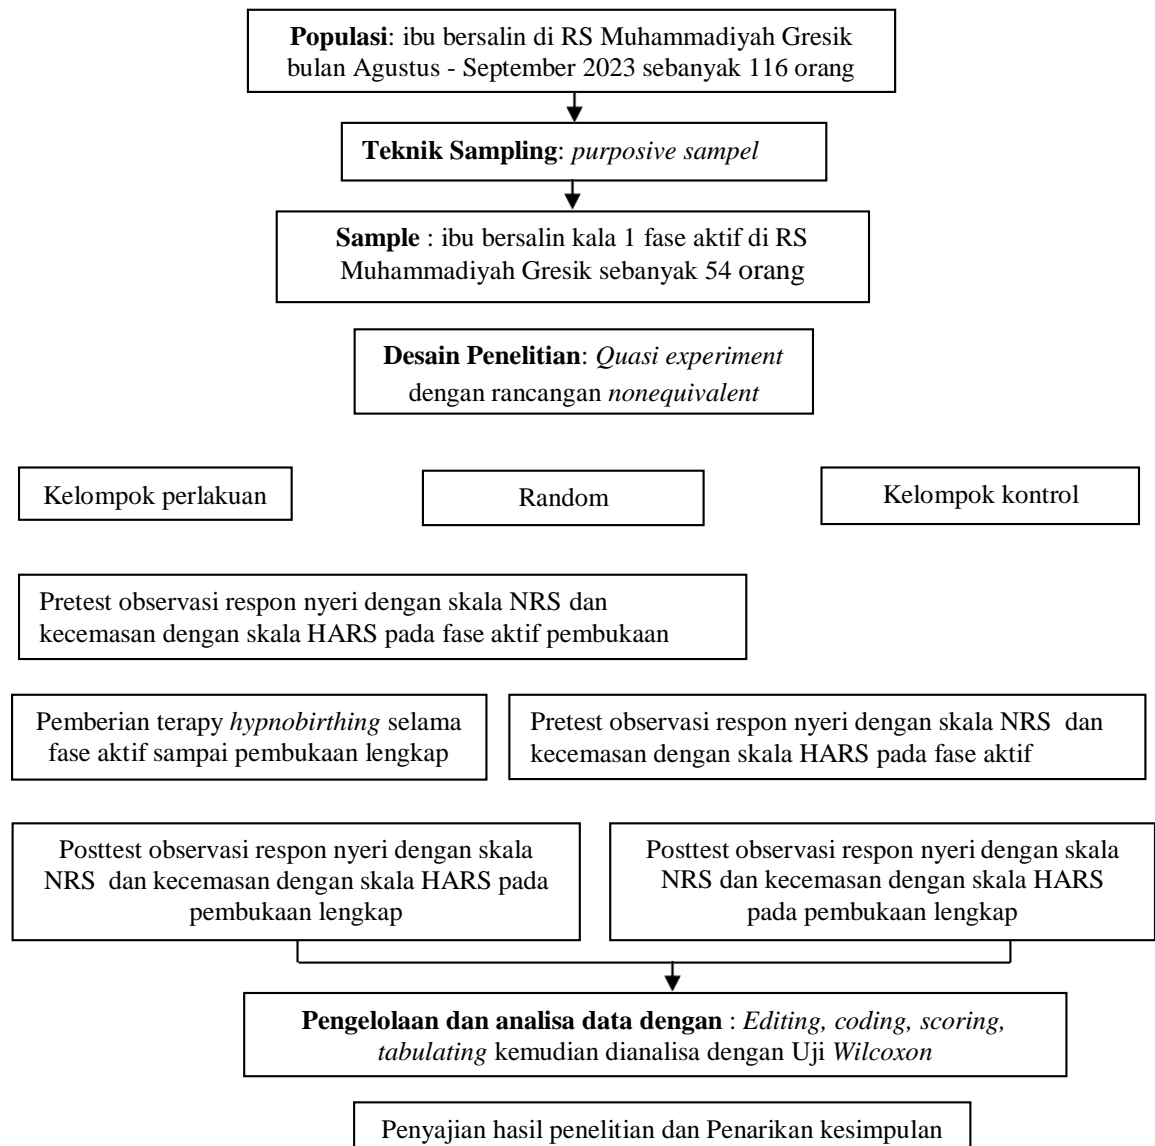 Populasi: ibu bersalin di RS Muhammadiyah Gresik
bulan Agustus - September 2023 sebanyak 116 orang
Teknik Sampling: purposive sampel
Sample : ibu bersalin kala 1 fase aktif di RS
Muhammadiyah Gresik sebanyak 54 orang
Desain Penelitian: Quasi experiment
dengan rancangan nonequivalent
Kelompok perlakuan
Random
Kelompok kontrol
Pretest observasi respon nyeri dengan skala NRS dan
kecemasan dengan skala HARS pada fase aktif pembukaan
Pemberian terapy hypnobirthing selama
fase aktif sampai pembukaan lengkap
Pretest observasi respon nyeri dengan skala NRS dan
kecemasan dengan skala HARS pada fase aktif
Posttest observasi respon nyeri dengan skala
NRS dan kecemasan dengan skala HARS pada
pembukaan lengkap
Posttest observasi respon nyeri dengan skala
NRS dan kecemasan dengan skala HARS
pada pembukaan lengkap
Pengelolaan dan analisa data dengan : Editing, coding, scoring,
tabulating kemudian dianalisa dengan Uji Wilcoxon
Penyajian hasil penelitian dan Penarikan kesimpulan